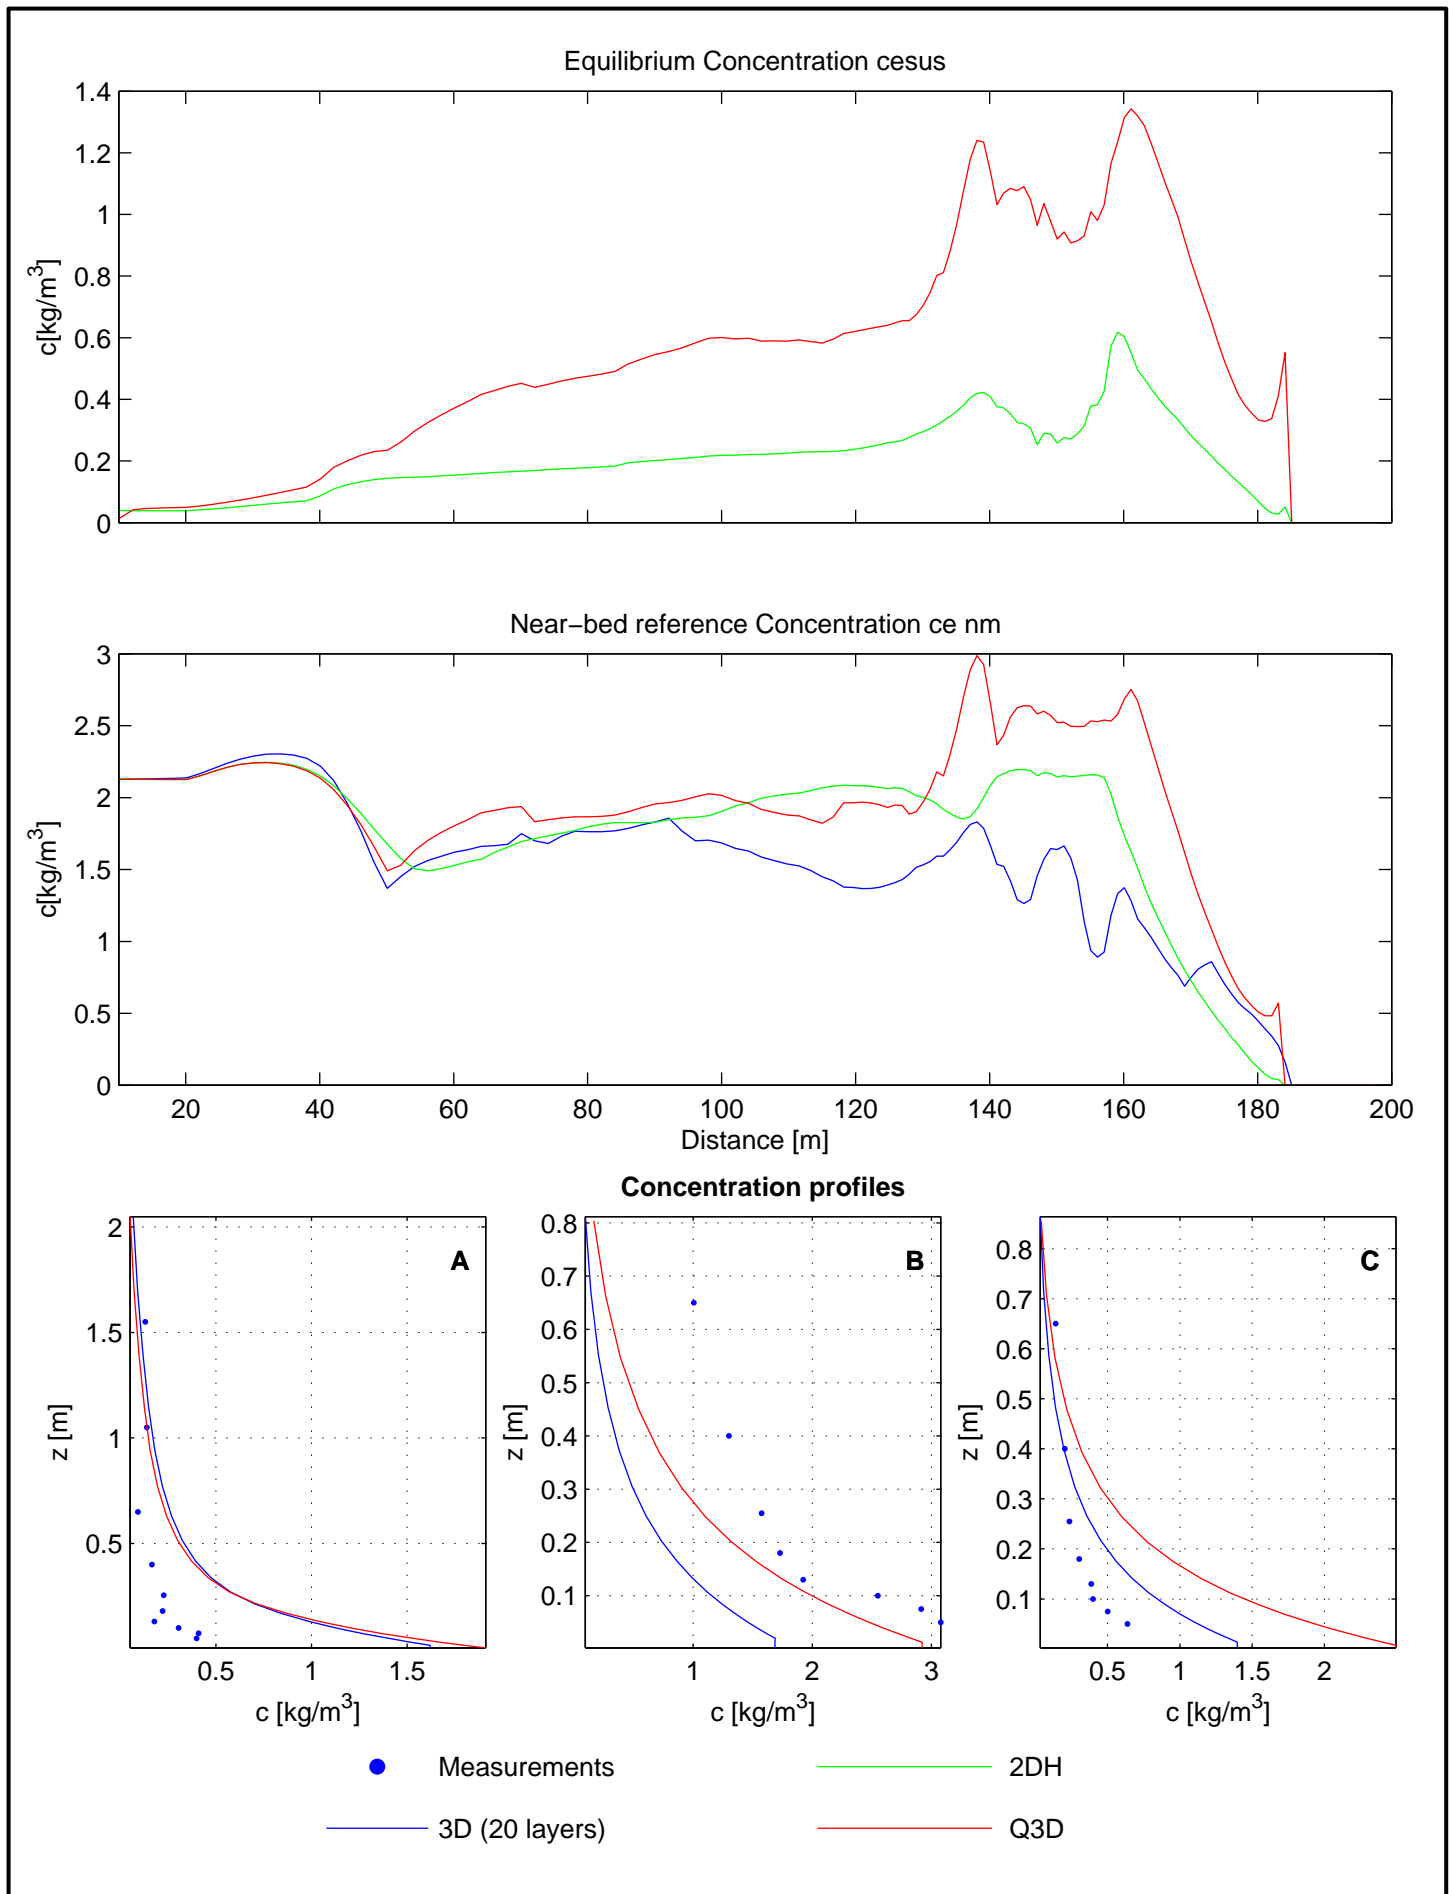 Equilibrium Concentration cesus
1.4
1.2
1
0.8
0.6
0.4
0.2
0
c[kg/m³]
Near−bed reference Concentration ce nm
3
2.5
2
1.5
1
0.5
0
c[kg/m³]
20 40 60 80 100 120 140 160 180 200
Distance [m]
Concentration profiles
A
2
1.5
1
0.5
z [m]
0.5 1 1.5
c [kg/m³]
B
0.8
0.7
0.6
0.5
0.4
0.3
0.2
0.1
z [m]
1 2 3
c [kg/m³]
C
0.8
0.7
0.6
0.5
0.4
0.3
0.2
0.1
z [m]
0.5 1 1.5 2
c [kg/m³]
Measurements
2DH
3D (20 layers)
Q3D